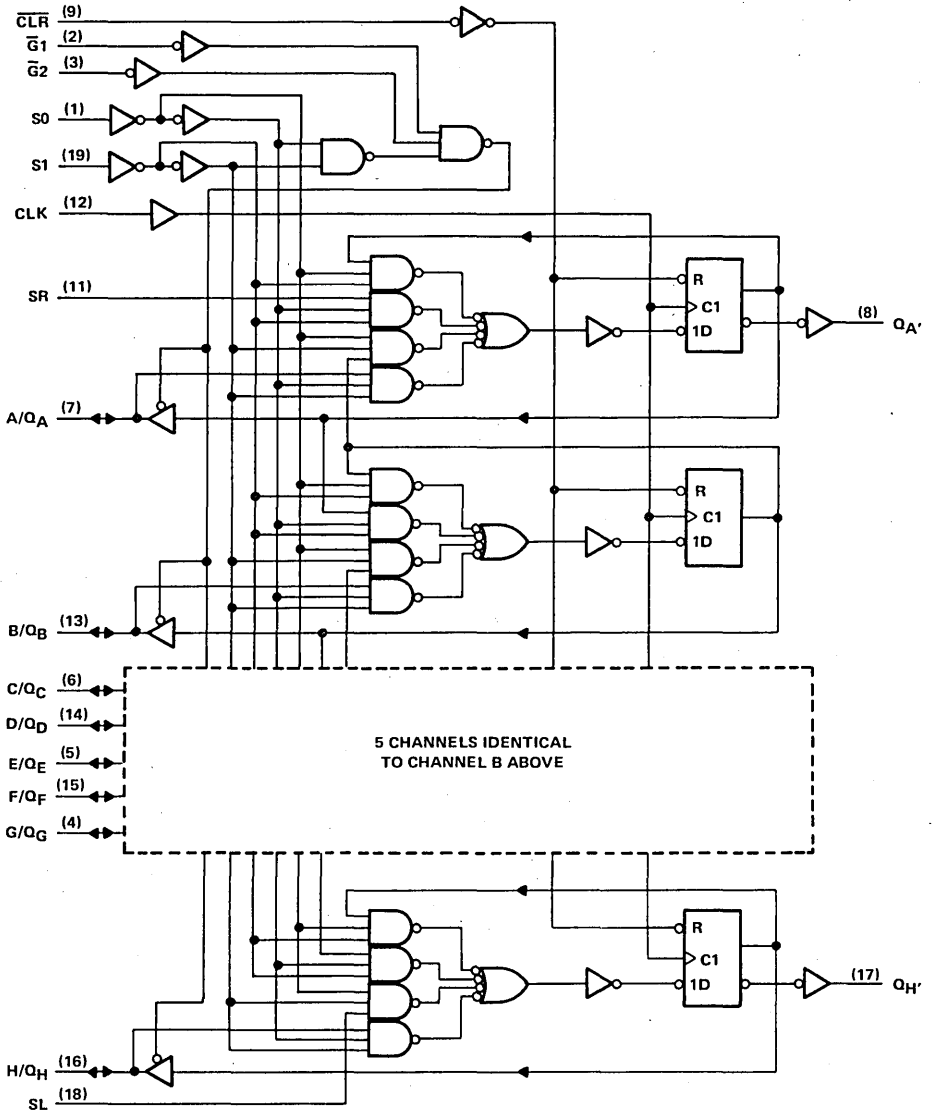 CLR (9)
G1 (2)
G2 (3)
S0 (1)
S1 (19)
CLK (12)
SR (11)
R
C1
1D
(8) QA'
A/QA (7)
R
C1
1D
B/QB (13)
C/QC (6)
D/QD (14)
E/QE (5)
F/QF (15)
G/QG (4)
5 CHANNELS IDENTICAL
TO CHANNEL B ABOVE
R
C1
1D
(17) QH'
H/QH (16)
SL (18)